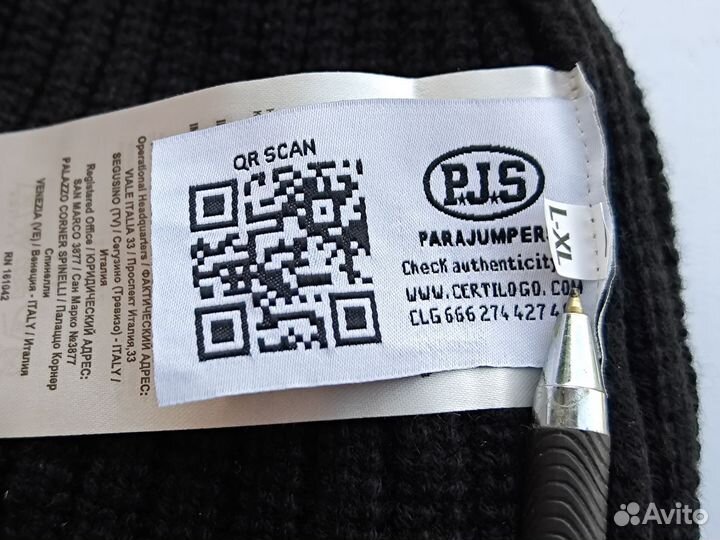 QR SCAN
P.J.S
PARAJUMPER
Check authenticity
WWW.CERTILOGO.COM
CLG 666 274 427 4
L-XL
Operational Headquarters / ФАКТИЧЕСКИЙ АДРЕС:
VIALE ITALIA 33 / Проспект Италия,33
SEGUSINO (TV) / Сегузино (Тревизо) - ITALY /
Италия
Registered Office / ЮРИДИЧЕСКИЙ АДРЕС:
SAN MARCO 3877 / Сан Марко №3877
PALAZZO CORNER SPINELLI / Палаццо Корнер
Спинелли
VENEZIA (VE) / Венеция - ITALY / Италия
RN 161042
Avito